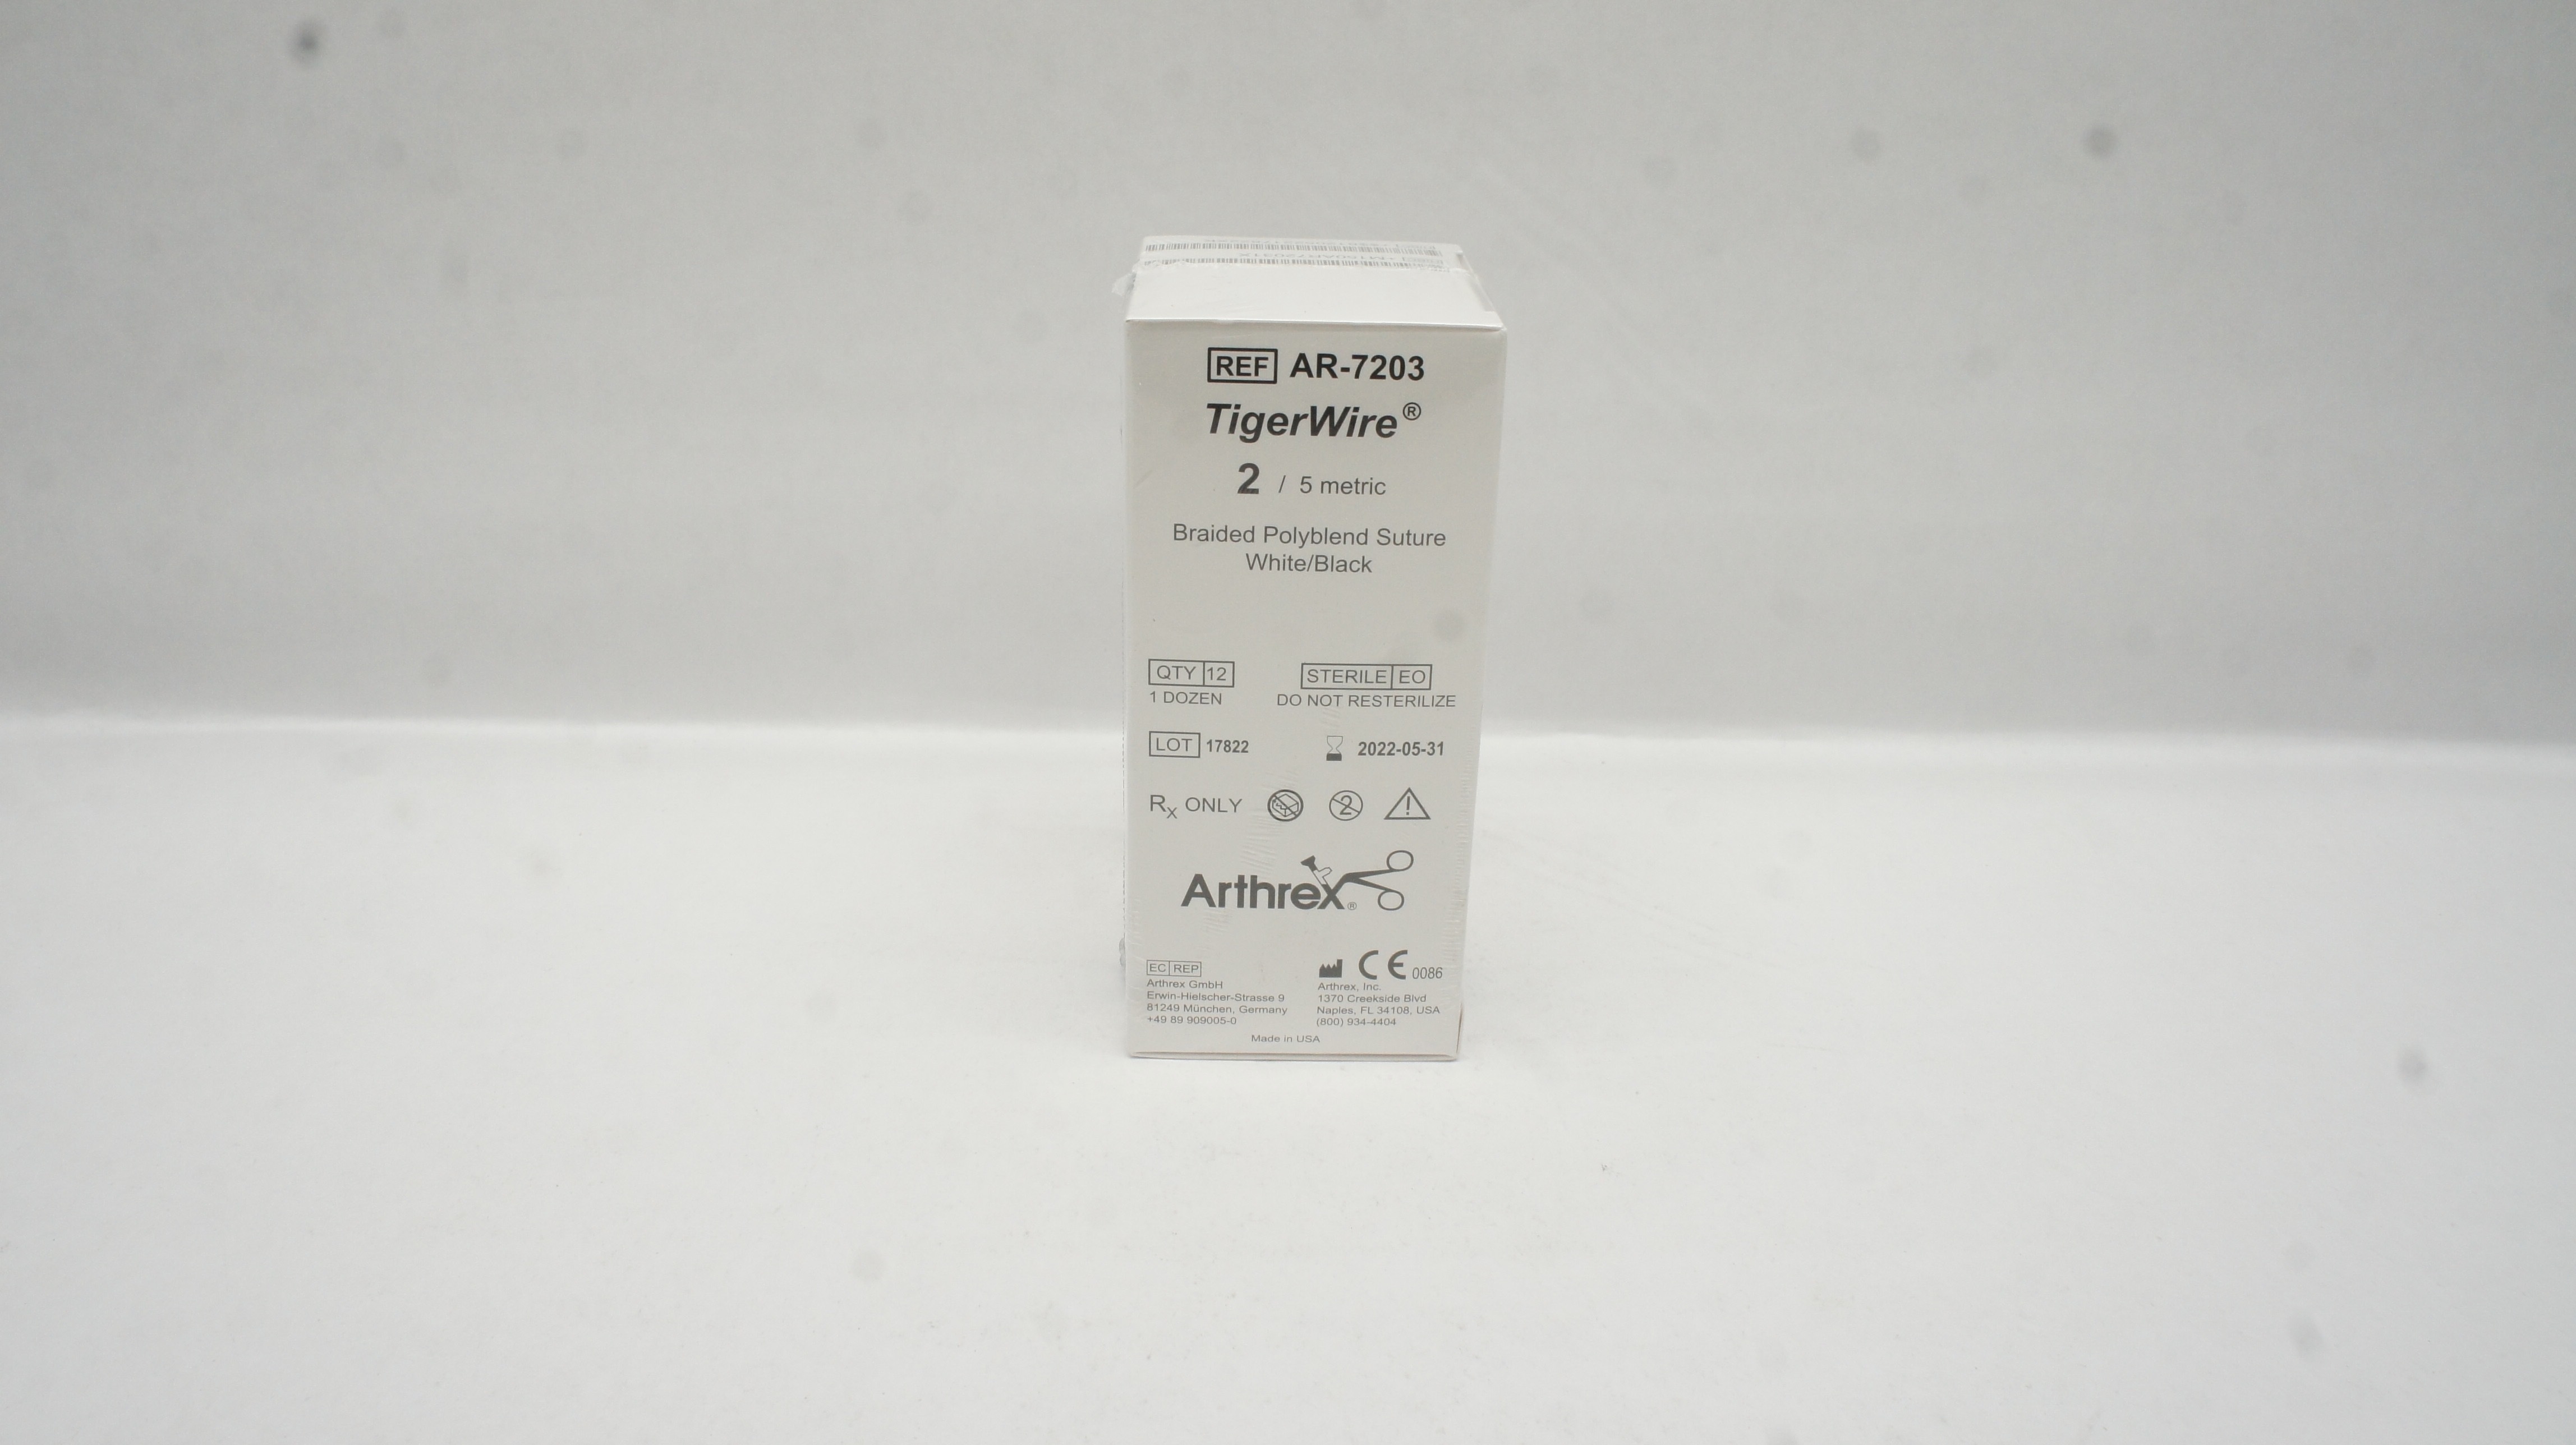 REF AR-7203
TigerWire®
2 / 5 metric
Braided Polyblend Suture
White/Black
QTY 12
1 DOZEN
STERILE EO
DO NOT RESTERILIZE
LOT 17822
2022-05-31
Rx ONLY
2
!
Arthrex®
EC REP
Arthrex GmbH
Erwin-Hielscher-Strasse 9
81249 München, Germany
+49 89 909005-0
CE 0086
Arthrex, Inc.
1370 Creekside Blvd
Naples, FL 34108, USA
(800) 934-4404
Made in USA